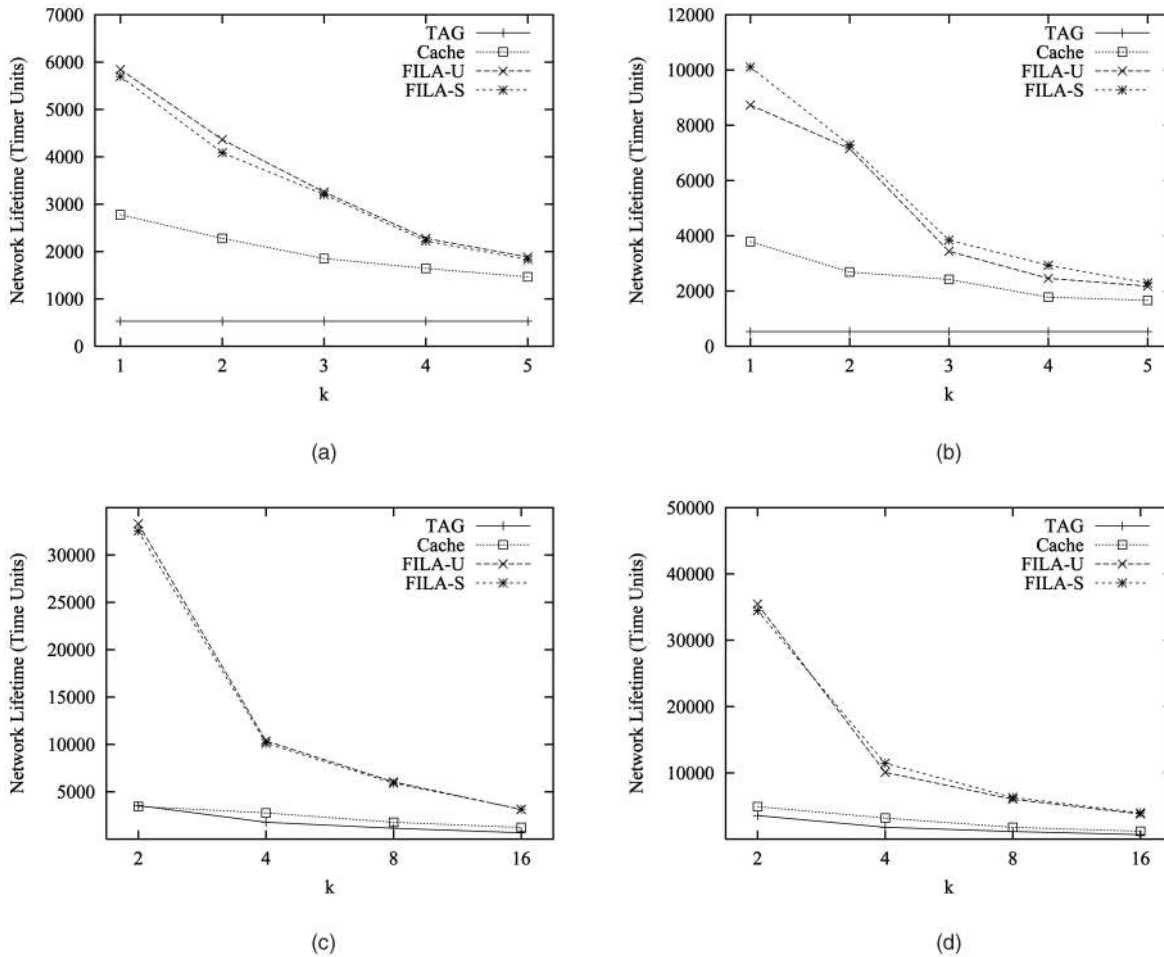 Network Lifetime (Timer Units)
7000
6000
5000
4000
3000
2000
1000
0
TAG
Cache
FILA-U
FILA-S
1 2 3 4 5
k
(a)
Network Lifetime (Timer Units)
12000
10000
8000
6000
4000
2000
0
TAG
Cache
FILA-U
FILA-S
1 2 3 4 5
k
(b)
Network Lifetime (Time Units)
30000
25000
20000
15000
10000
5000
TAG
Cache
FILA-U
FILA-S
2 4 8 16
k
(c)
Network Lifetime (Time Units)
50000
40000
30000
20000
10000
TAG
Cache
FILA-U
FILA-S
2 4 8 16
k
(d)